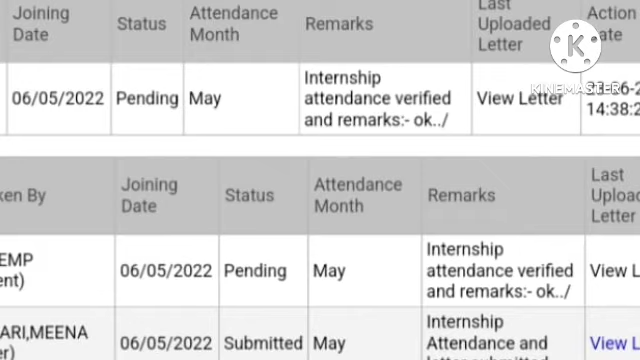 Joining Date
Status
Attendance Month
Remarks
Last Uploaded Letter
Action
06/05/2022
Pending
May
Internship attendance verified and remarks:- ok../
View Letter
14:38:2
KINEMASTER
ken By
Joining Date
Status
Attendance Month
Remarks
Last Uploa
Letter
EMP
ent)
06/05/2022
Pending
May
Internship attendance verified and remarks:- ok../
View L
ARI,MEENA
er)
06/05/2022
Submitted
May
Internship Attendance and
View L